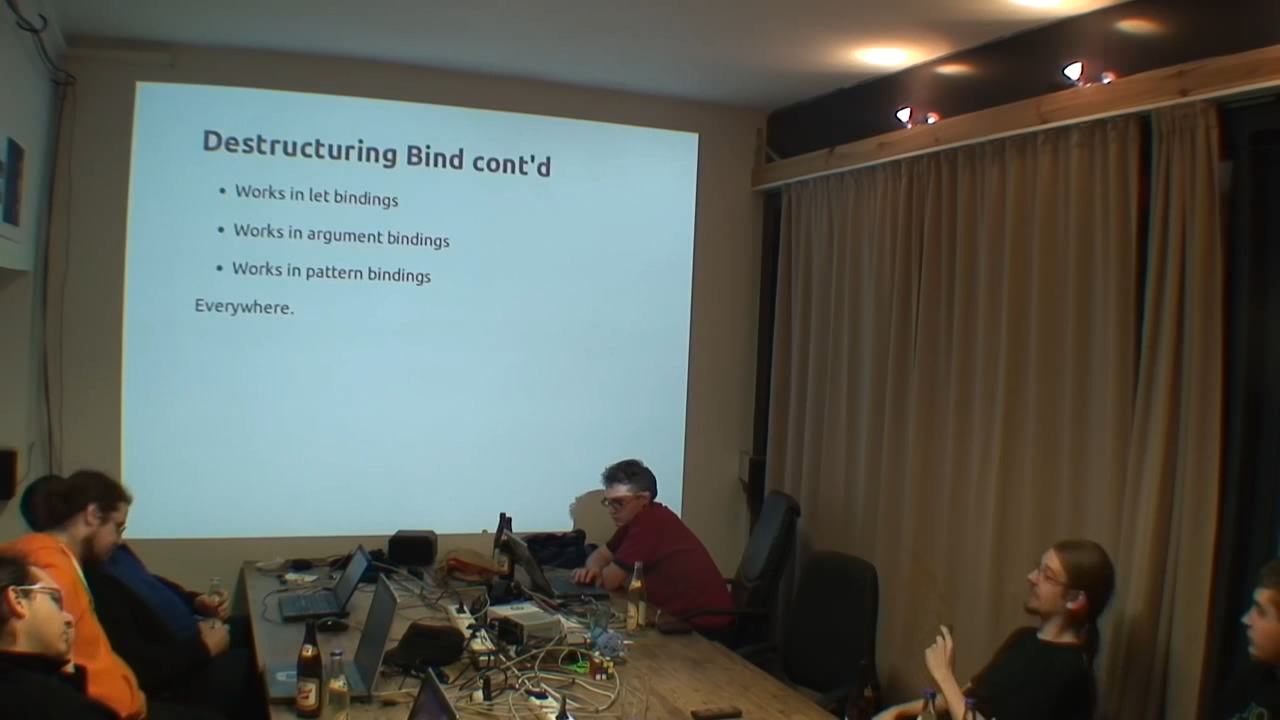 Destructuring Bind cont'd
• Works in let bindings
• Works in argument bindings
• Works in pattern bindings
Everywhere.